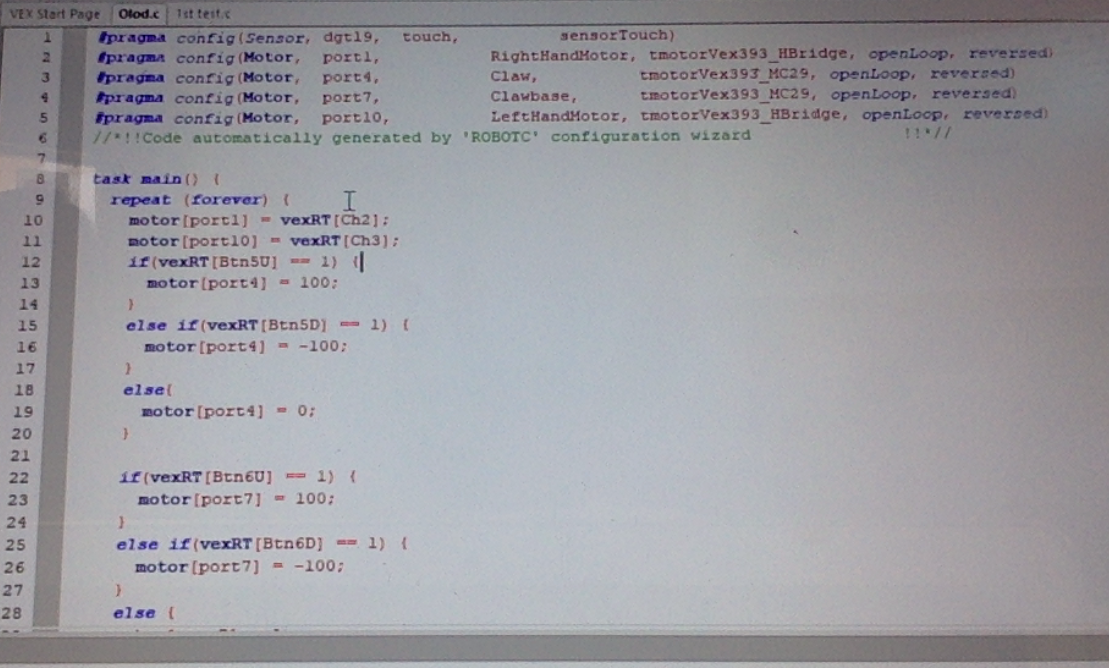 VEX Start Page Olod.c 1st test.c
1 #pragma config(Sensor, dgtl9, touch, sensorTouch)
2 #pragma config(Motor, port1, RightHandMotor, tmotorVex393_HBridge, openLoop, reversed)
3 #pragma config(Motor, port4, Claw, tmotorVex393_MC29, openLoop, reversed)
4 #pragma config(Motor, port7, Clawbase, tmotorVex393_MC29, openLoop, reversed)
5 #pragma config(Motor, port10, LeftHandMotor, tmotorVex393_HBridge, openLoop, reversed)
6 //*!!Code automatically generated by 'ROBOTC' configuration wizard !!*//
7
8 task main() {
9 repeat (forever) {
10 motor[port1] = vexRT[Ch2];
11 motor[port10] = vexRT[Ch3];
12 if(vexRT[Btn5U] == 1) {
13 motor[port4] = 100;
14 }
15 else if(vexRT[Btn5D] == 1) {
16 motor[port4] = -100;
17 }
18 else{
19 motor[port4] = 0;
20 }
21
22 if(vexRT[Btn6U] == 1) {
23 motor[port7] = 100;
24 }
25 else if(vexRT[Btn6D] == 1) {
26 motor[port7] = -100;
27 }
28 else {